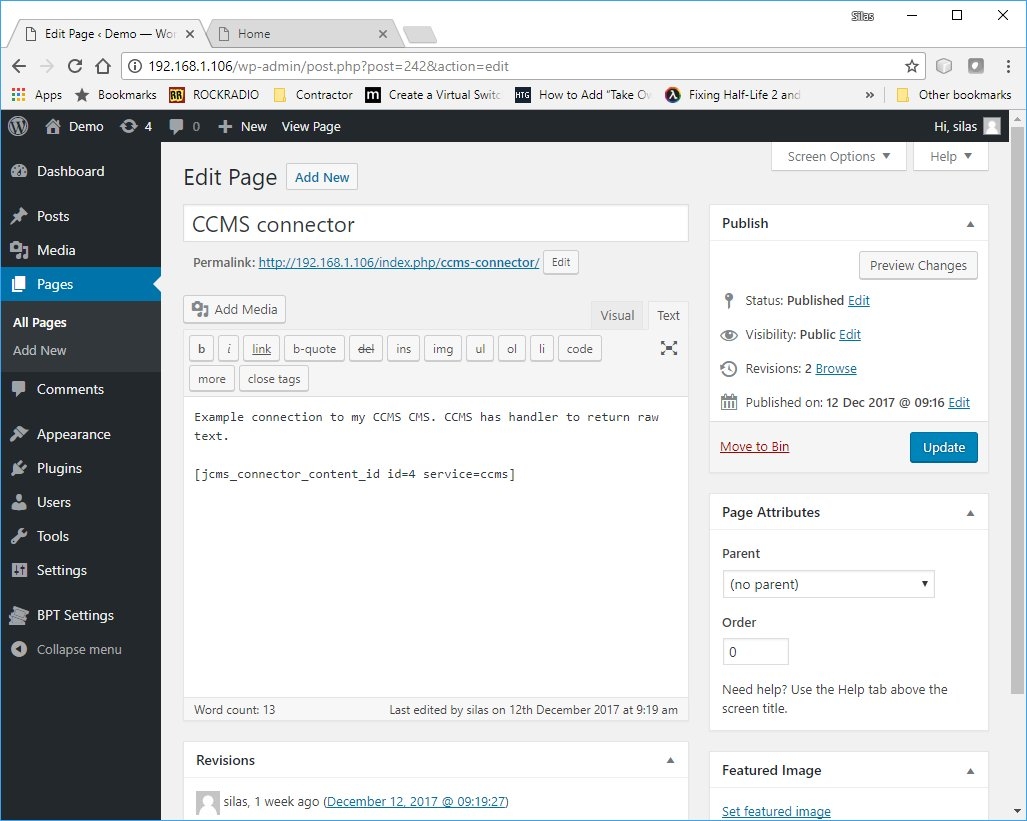 Silas
Edit Page ‹ Demo — Wor
Home
192.168.1.106/wp-admin/post.php?post=242&action=edit
Apps Bookmarks RR ROCKRADIO Contractor m Create a Virtual Switc HTG How to Add “Take Ow λ Fixing Half-Life 2 and » Other bookmarks
Demo 4 0 New View Page Hi, silas
Screen Options Help
Dashboard
Posts
Media
Pages
All Pages
Add New
Comments
Appearance
Plugins
Users
Tools
Settings
BPT Settings
Collapse menu
Edit Page Add New
CCMS connector
Permalink: http://192.168.1.106/index.php/ccms-connector/ Edit
Add Media
Visual Text
b i link b-quote del ins img ul ol li code
more close tags
Example connection to my CCMS CMS. CCMS has handler to return raw
text.
[jcms_connector_content_id id=4 service=ccms]
Word count: 13 Last edited by silas on 12th December 2017 at 9:19 am
Revisions
silas, 1 week ago (December 12, 2017 @ 09:19:27)
Publish
Preview Changes
Status: Published Edit
Visibility: Public Edit
Revisions: 2 Browse
Published on: 12 Dec 2017 @ 09:16 Edit
Move to Bin Update
Page Attributes
Parent
(no parent)
Order
0
Need help? Use the Help tab above the
screen title.
Featured Image
Set featured image